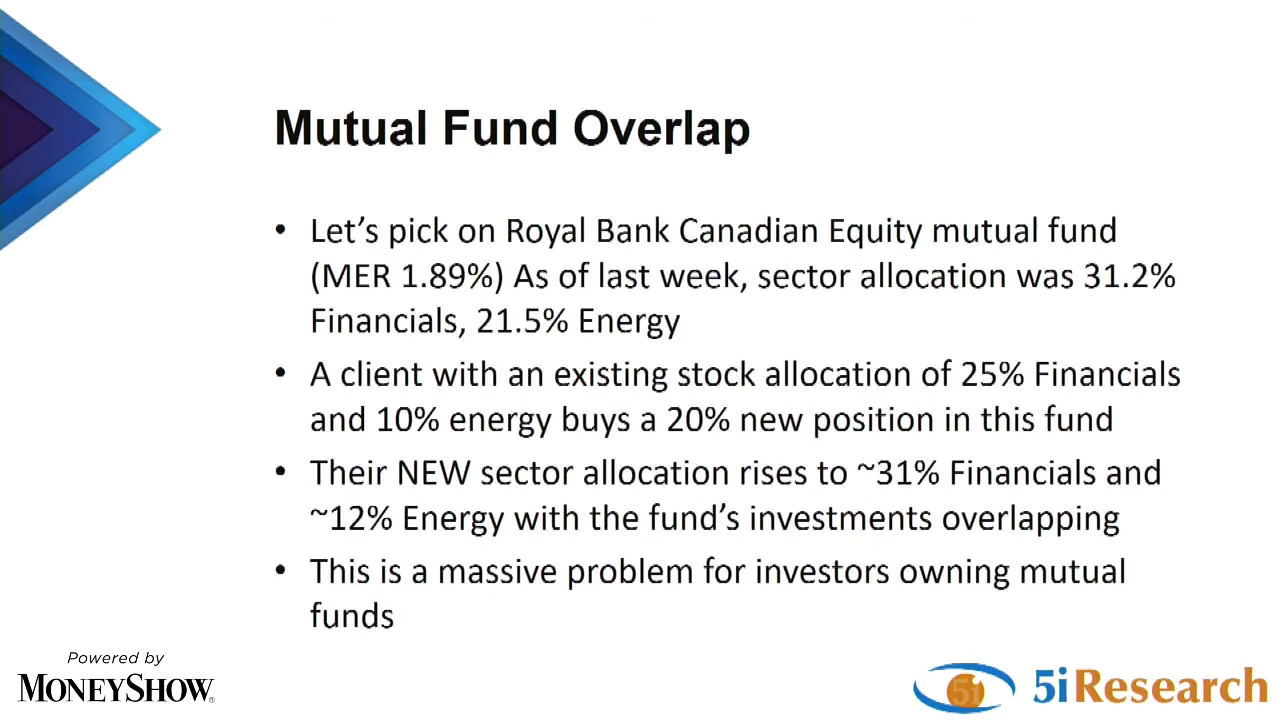 Mutual Fund Overlap
• Let’s pick on Royal Bank Canadian Equity mutual fund
(MER 1.89%) As of last week, sector allocation was 31.2%
Financials, 21.5% Energy
• A client with an existing stock allocation of 25% Financials
and 10% energy buys a 20% new position in this fund
• Their NEW sector allocation rises to ~31% Financials and
~12% Energy with the fund’s investments overlapping
• This is a massive problem for investors owning mutual
funds
Powered by
MONEYSHOW®
5i 5iResearch